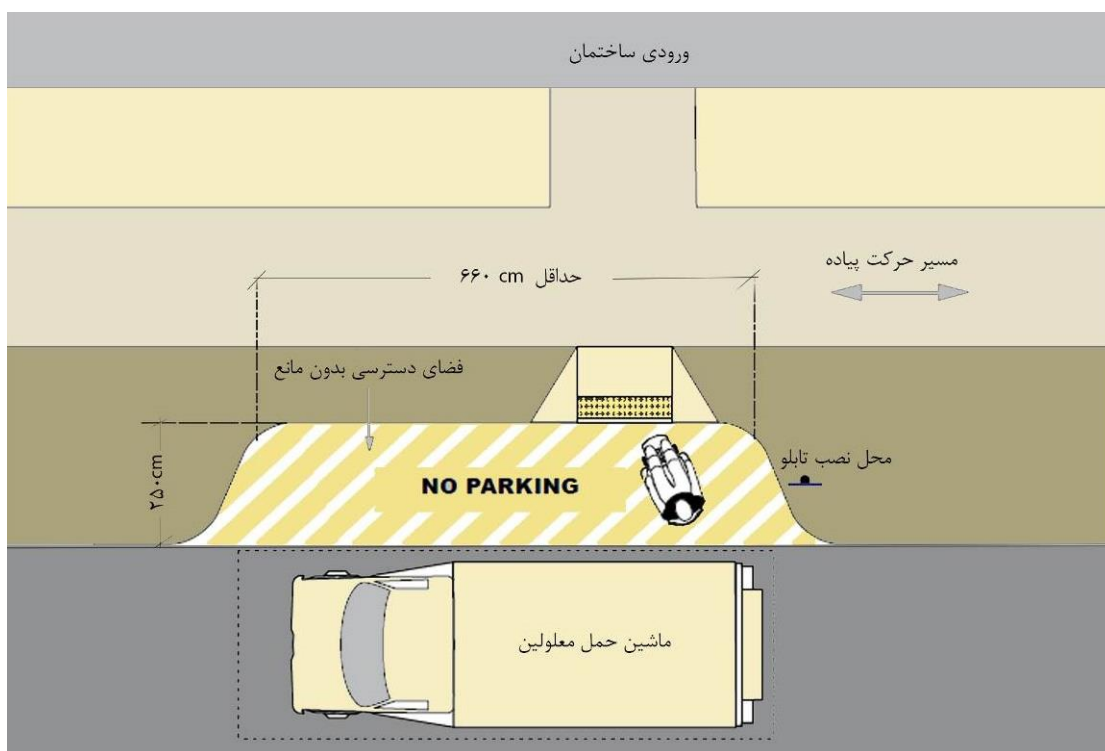 ورودی ساختمان
مسیر حرکت پیاده
حداقل ۶۶۰ cm
فضای دسترسی بدون مانع
محل نصب تابلو
۲۵۰cm
NO PARKING
ماشین حمل معلولین